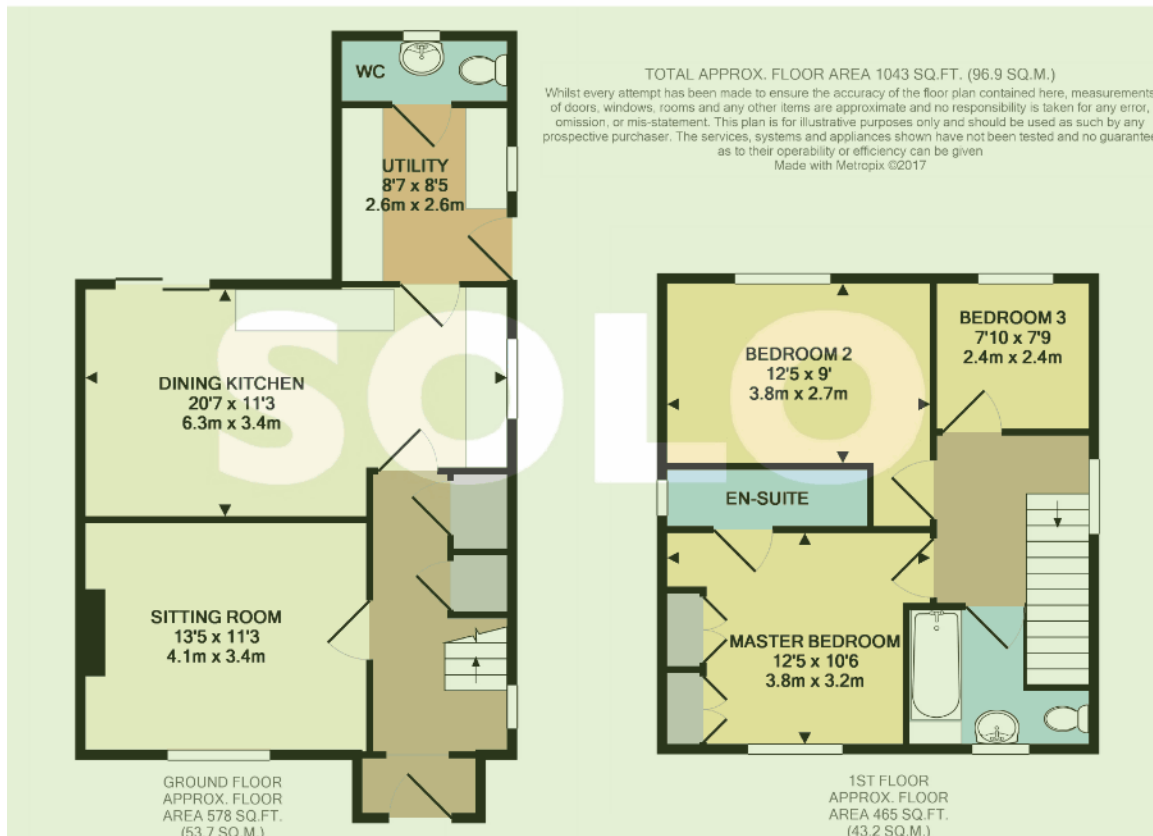 WC
TOTAL APPROX. FLOOR AREA 1043 SQ.FT. (96.9 SQ.M.)
Whilst every attempt has been made to ensure the accuracy of the floor plan contained here, measurements
of doors, windows, rooms and any other items are approximate and no responsibility is taken for any error,
omission, or mis-statement. This plan is for illustrative purposes only and should be used as such by any
prospective purchaser. The services, systems and appliances shown have not been tested and no guarantee
as to their operability or efficiency can be given
Made with Metropix ©2017
UTILITY
8'7 x 8'5
2.6m x 2.6m
DINING KITCHEN
20'7 x 11'3
6.3m x 3.4m
SITTING ROOM
13'5 x 11'3
4.1m x 3.4m
GROUND FLOOR
APPROX. FLOOR
AREA 578 SQ.FT.
(53.7 SQ.M.)
BEDROOM 2
12'5 x 9'
3.8m x 2.7m
BEDROOM 3
7'10 x 7'9
2.4m x 2.4m
EN-SUITE
MASTER BEDROOM
12'5 x 10'6
3.8m x 3.2m
1ST FLOOR
APPROX. FLOOR
AREA 465 SQ.FT.
(43.2 SQ.M.)
SOLO